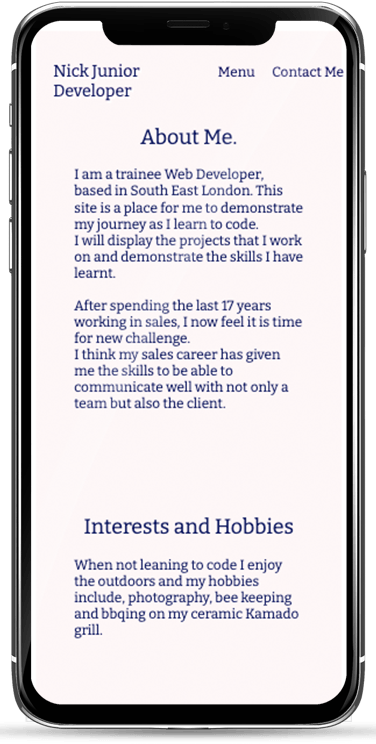 Nick Junior Developer
Menu
Contact Me
About Me.
I am a trainee Web Developer,
based in South East London. This
site is a place for me to demonstrate
my journey as I learn to code.
I will display the projects that I work
on and demonstrate the skills I have
learnt.
After spending the last 17 years
working in sales, I now feel it is time
for new challenge.
I think my sales career has given
me the skills to be able to
communicate well with not only a
team but also the client.
Interests and Hobbies
When not leaning to code I enjoy
the outdoors and my hobbies
include, photography, bee keeping
and bbqing on my ceramic Kamado
grill.